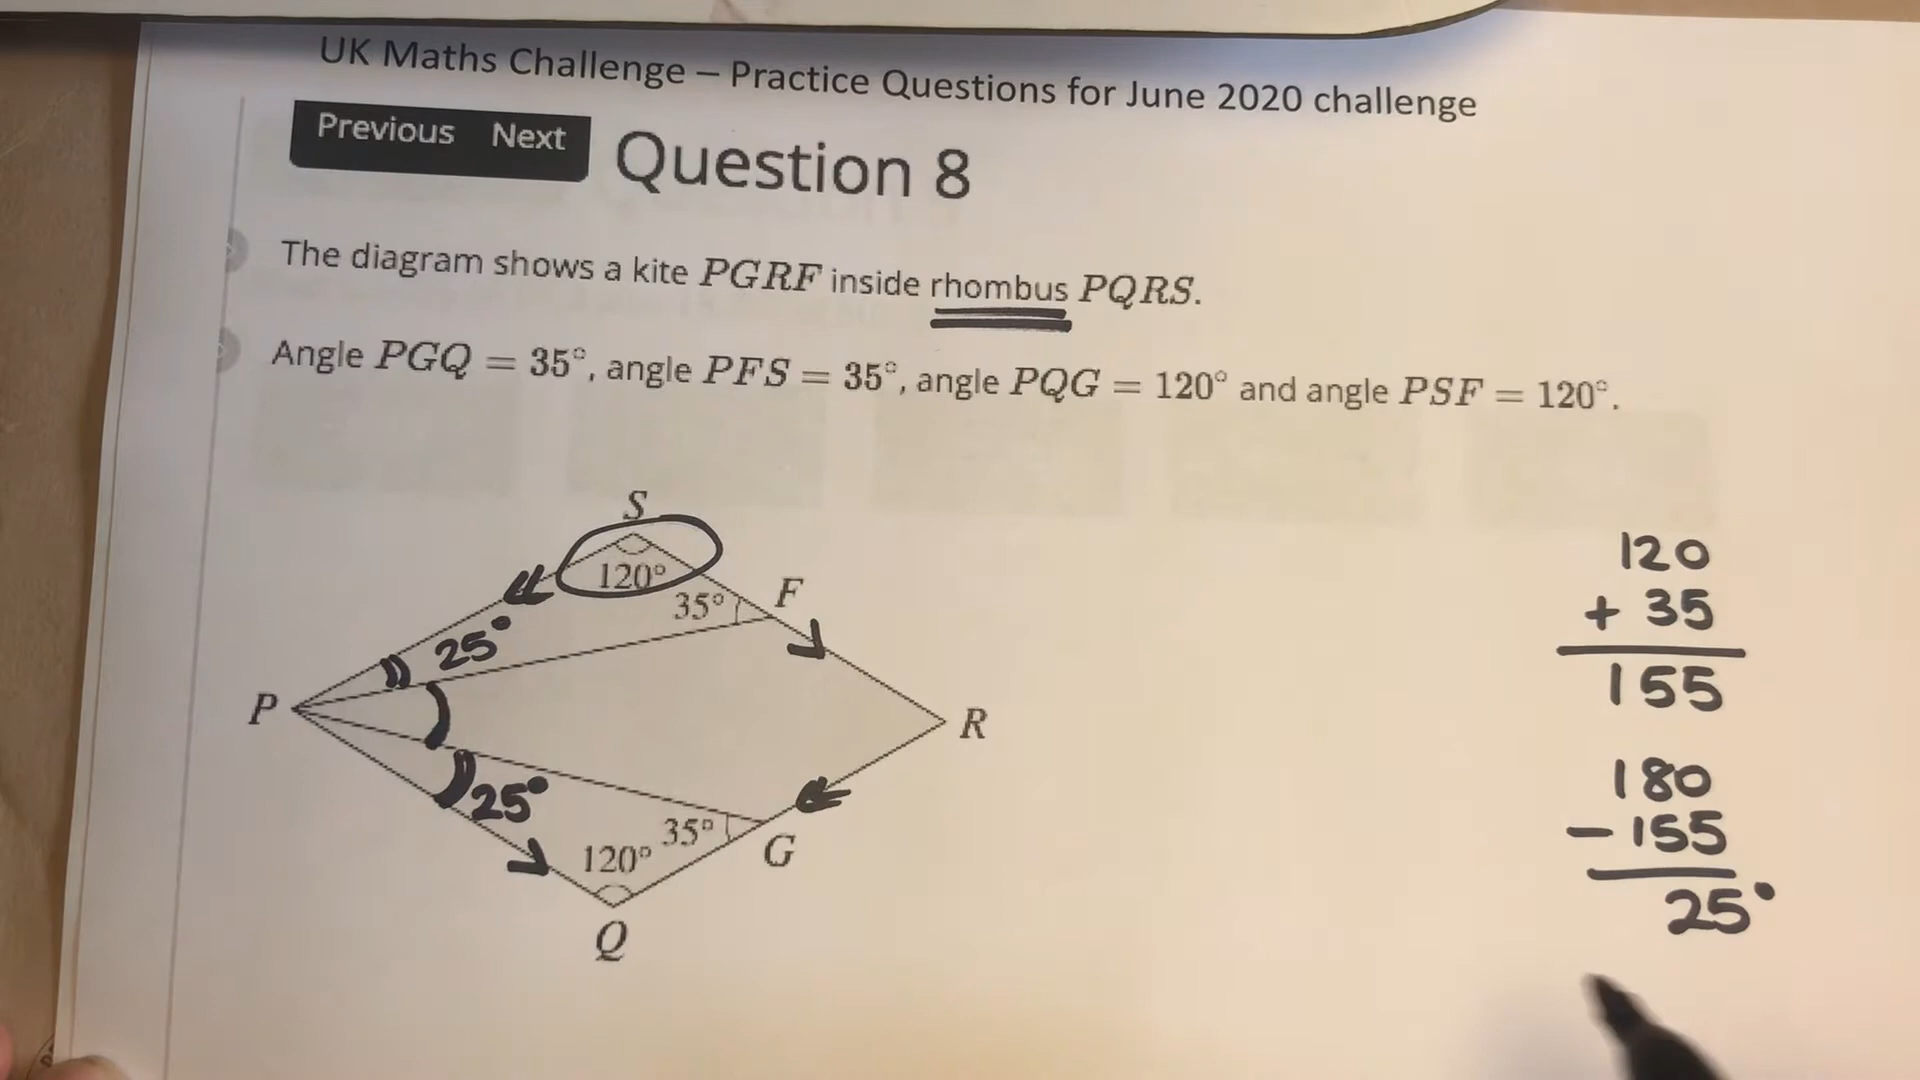 UK Maths Challenge – Practice Questions for June 2020 challenge
Previous Next
Question 8
The diagram shows a kite PGRF inside rhombus PQRS.
Angle PGQ = 35°, angle PFS = 35°, angle PQG = 120° and angle PSF = 120°.
S
120°
35°
F
25°
P
R
25°
35°
G
120°
Q
120
+ 35
155
180
- 155
25°